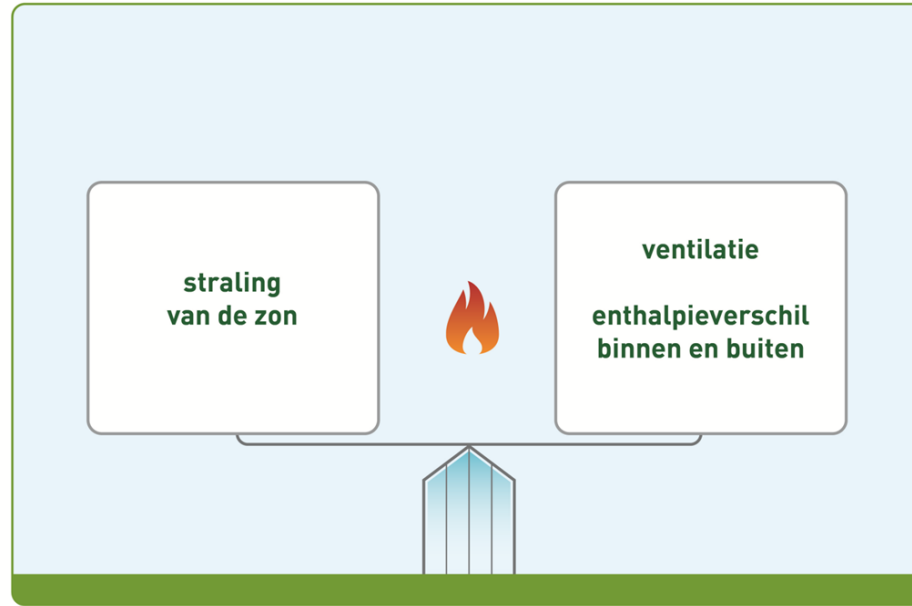 straling
van de zon
ventilatie
enthalpieverschil
binnen en buiten